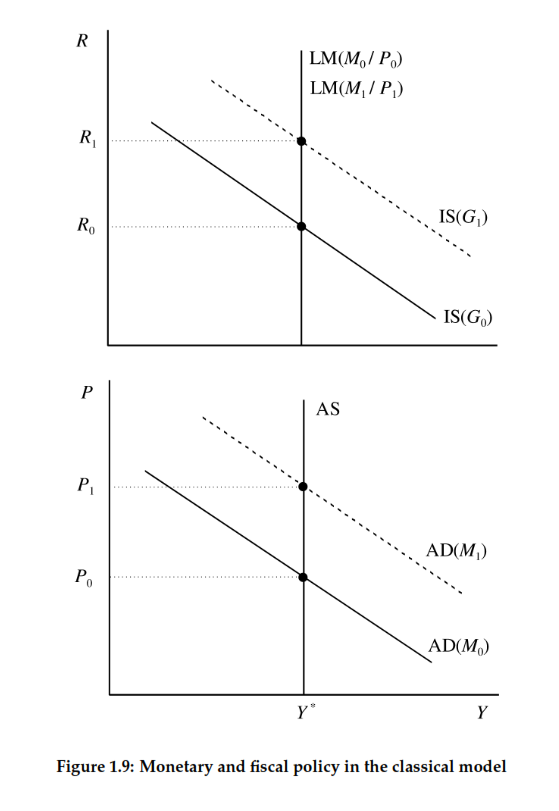 R
LM(M₀ / P₀)
LM(M₁ / P₁)
R₁
IS(G₁)
R₀
IS(G₀)
P
AS
P₁
AD(M₁)
P₀
AD(M₀)
Y* Y
Figure 1.9: Monetary and fiscal policy in the classical model